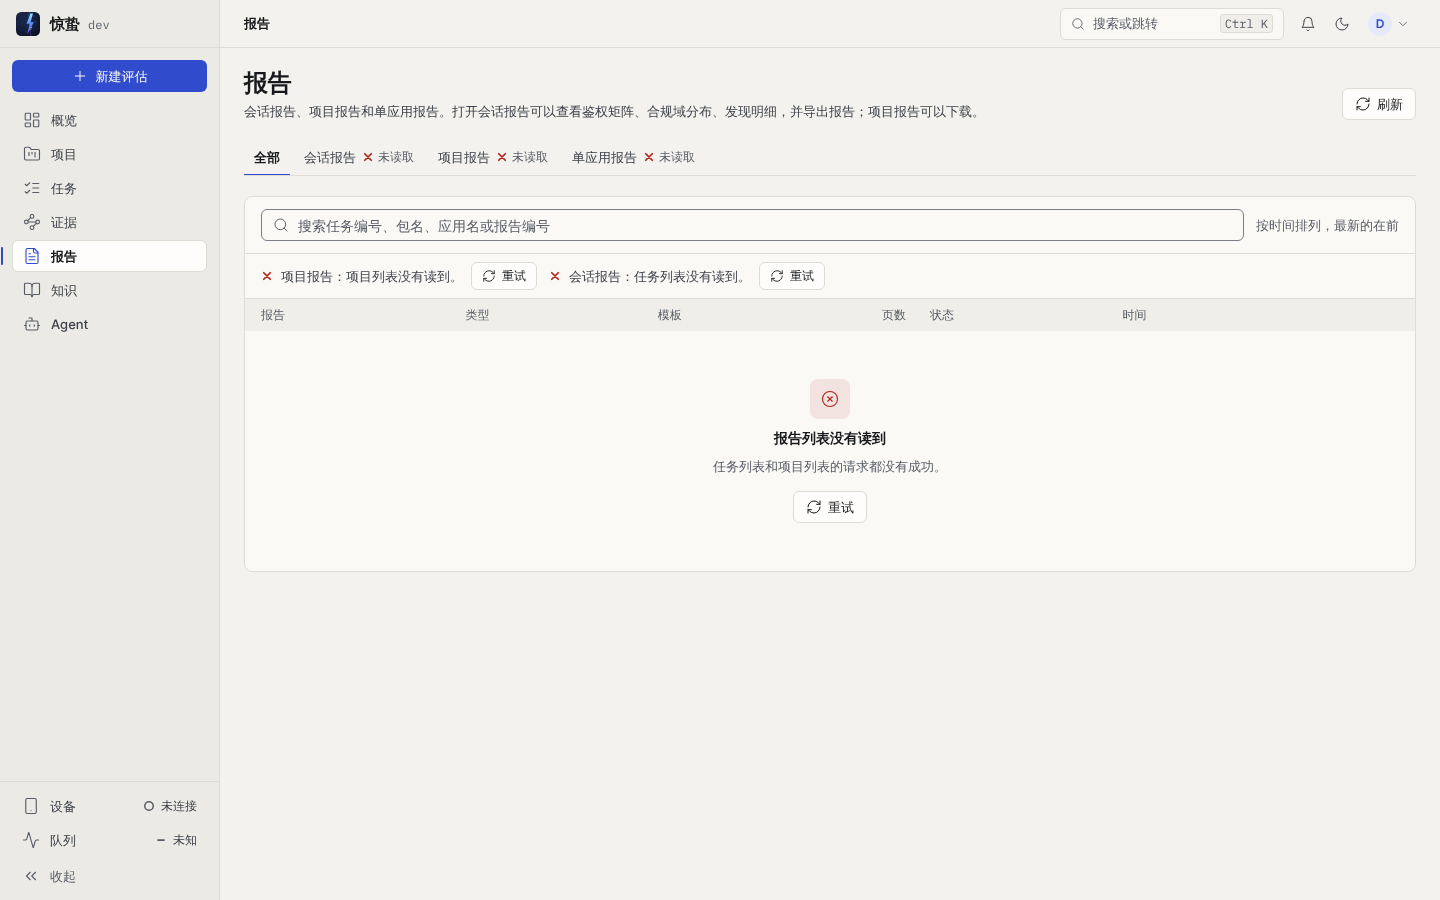 惊蛰 dev
报告
搜索或跳转 Ctrl K
D
新建评估
概览
项目
任务
证据
报告
知识
Agent
设备 未连接
队列 未知
收起
报告
会话报告、项目报告和单应用报告。打开会话报告可以查看鉴权矩阵、合规域分布、发现明细，并导出报告；项目报告可以下载。
刷新
全部 会话报告 未读取 项目报告 未读取 单应用报告 未读取
搜索任务编号、包名、应用名或报告编号
按时间排列，最新的在前
项目报告：项目列表没有读到。 重试 会话报告：任务列表没有读到。 重试
报告 类型 模板 页数 状态 时间
报告列表没有读到
任务列表和项目列表的请求都没有成功。
重试